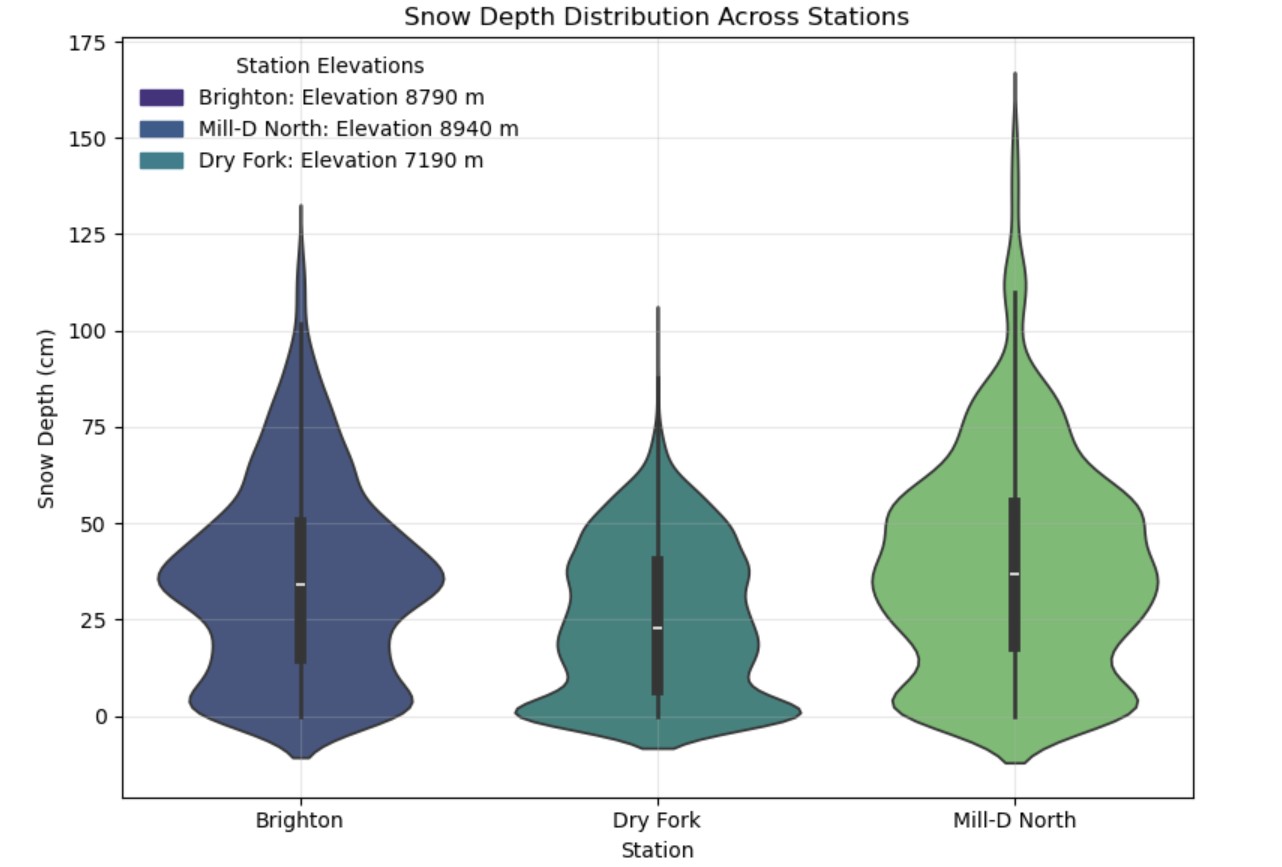 Snow Depth Distribution Across Stations
Station Elevations
Brighton: Elevation 8790 m
Mill-D North: Elevation 8940 m
Dry Fork: Elevation 7190 m
Snow Depth (cm)
175
150
125
100
75
50
25
0
Brighton
Dry Fork
Mill-D North
Station